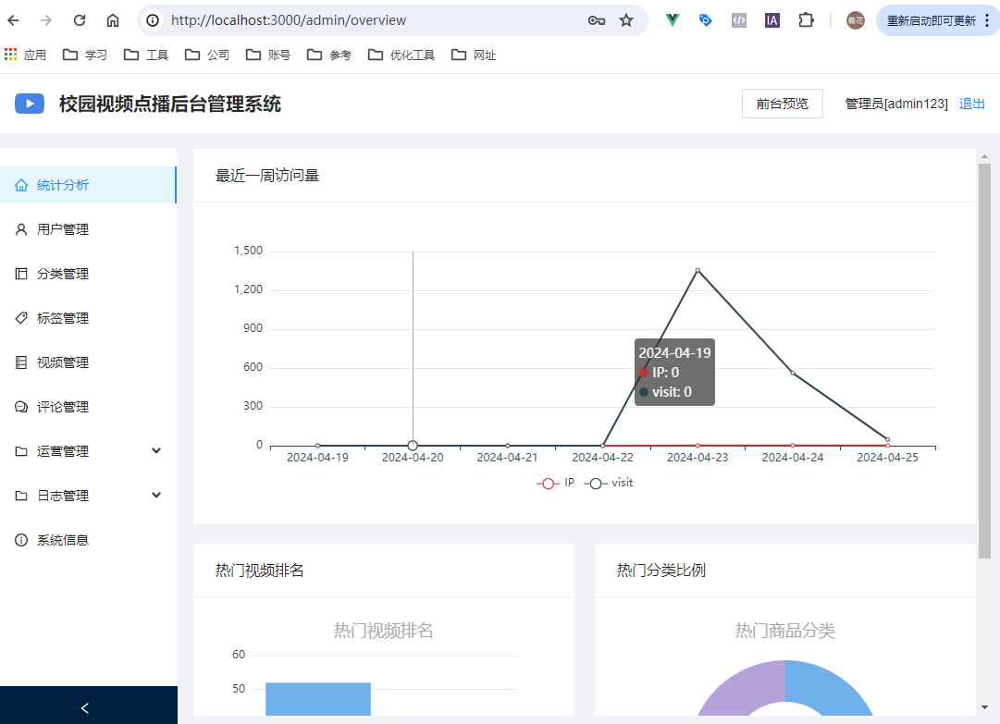 http://localhost:3000/admin/overview
IA
義花
重新启动即可更新
应用 学习 工具 公司 账号 参考 优化工具 网址
校园视频点播后台管理系统 前台预览 管理员[admin123] 退出
统计分析
用户管理
分类管理
标签管理
视频管理
评论管理
运营管理
日志管理
系统信息
最近一周访问量
1,500
1,200
900
600
300
0
2024-04-19
IP: 0
visit: 0
2024-04-19 2024-04-20 2024-04-21 2024-04-22 2024-04-23 2024-04-24 2024-04-25
IP visit
热门视频排名
热门视频排名
60
50
热门分类比例
热门商品分类